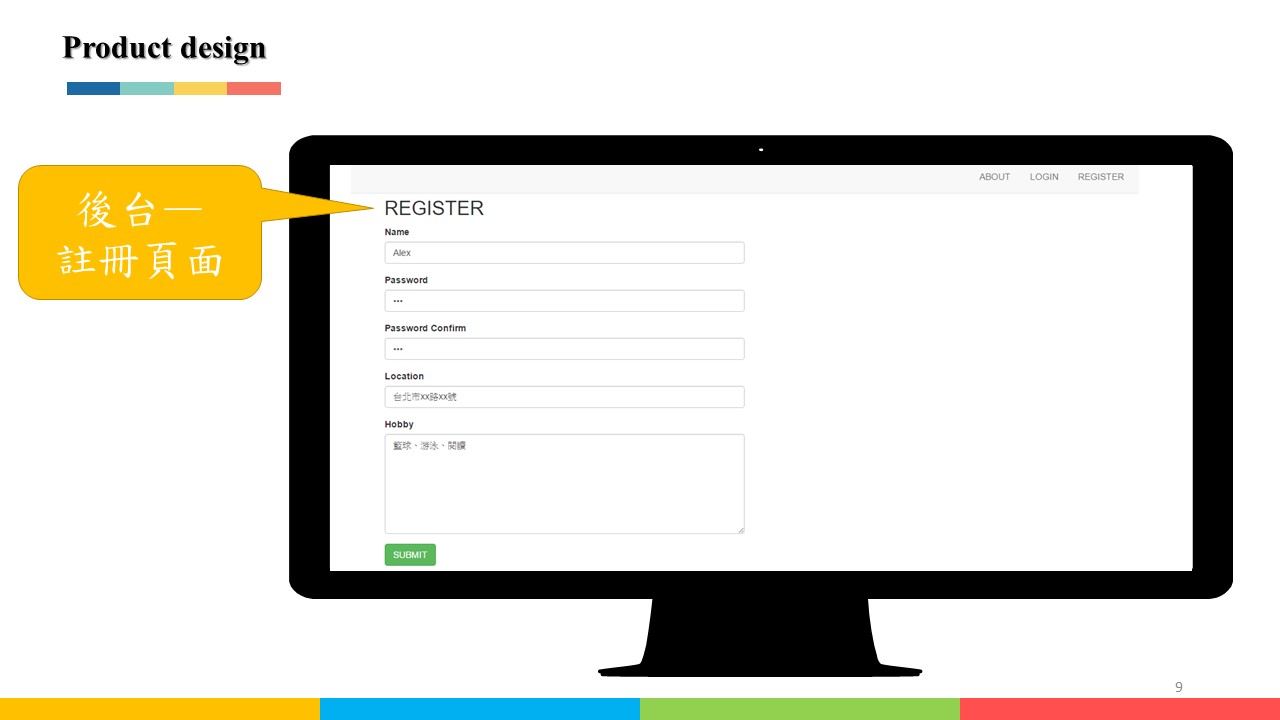 Product design
後台—
註冊頁面
ABOUT LOGIN REGISTER
REGISTER
Name
Alex
Password
•••
Password Confirm
•••
Location
台北市xx路xx號
Hobby
籃球、游泳、閱讀
SUBMIT
9